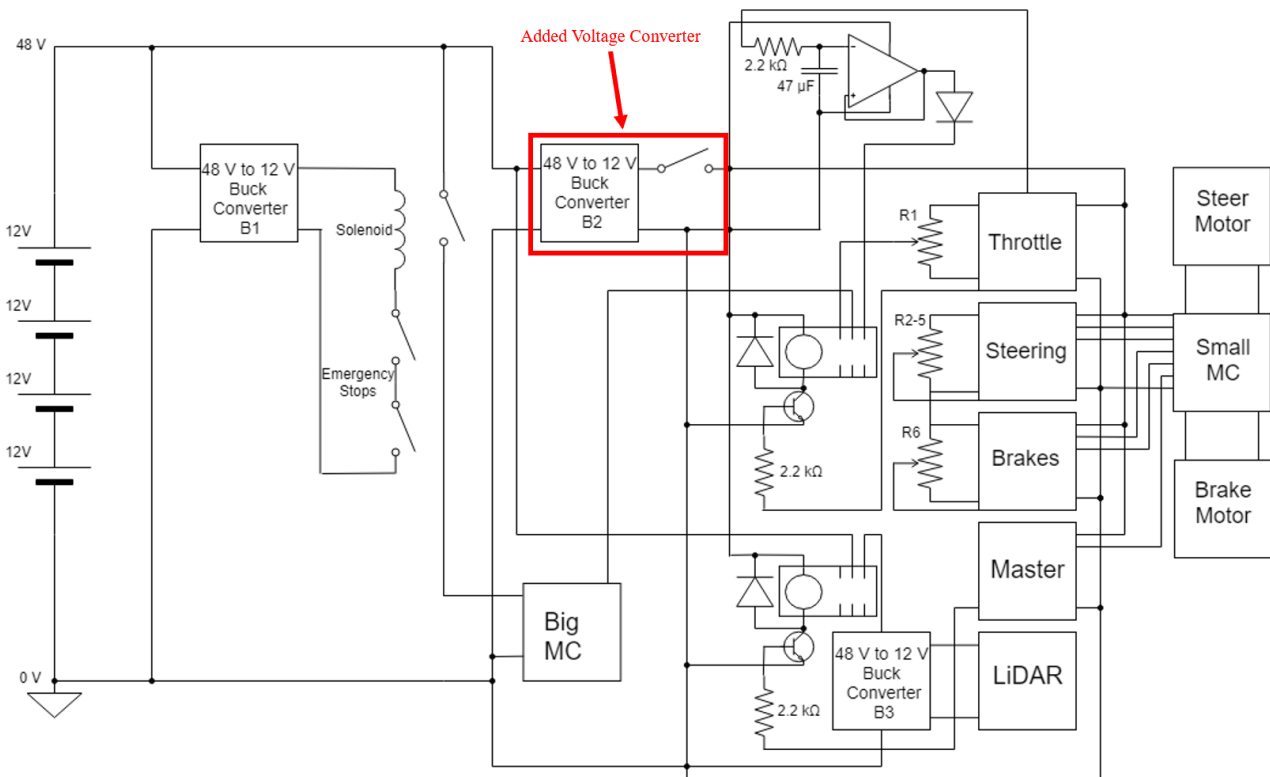 Added Voltage Converter
48 V
2.2 kΩ
47 µF
−
+
48 V to 12 V
Buck
Converter
B1
Solenoid
48 V to 12 V
Buck
Converter
B2
12V
12V
12V
12V
Emergency
Stops
R1
Throttle
Steer
Motor
R2-5
Steering
Small
MC
R6
Brakes
2.2 kΩ
Brake
Motor
Master
Big
MC
48 V to 12 V
Buck
Converter
B3
LiDAR
2.2 kΩ
0 V